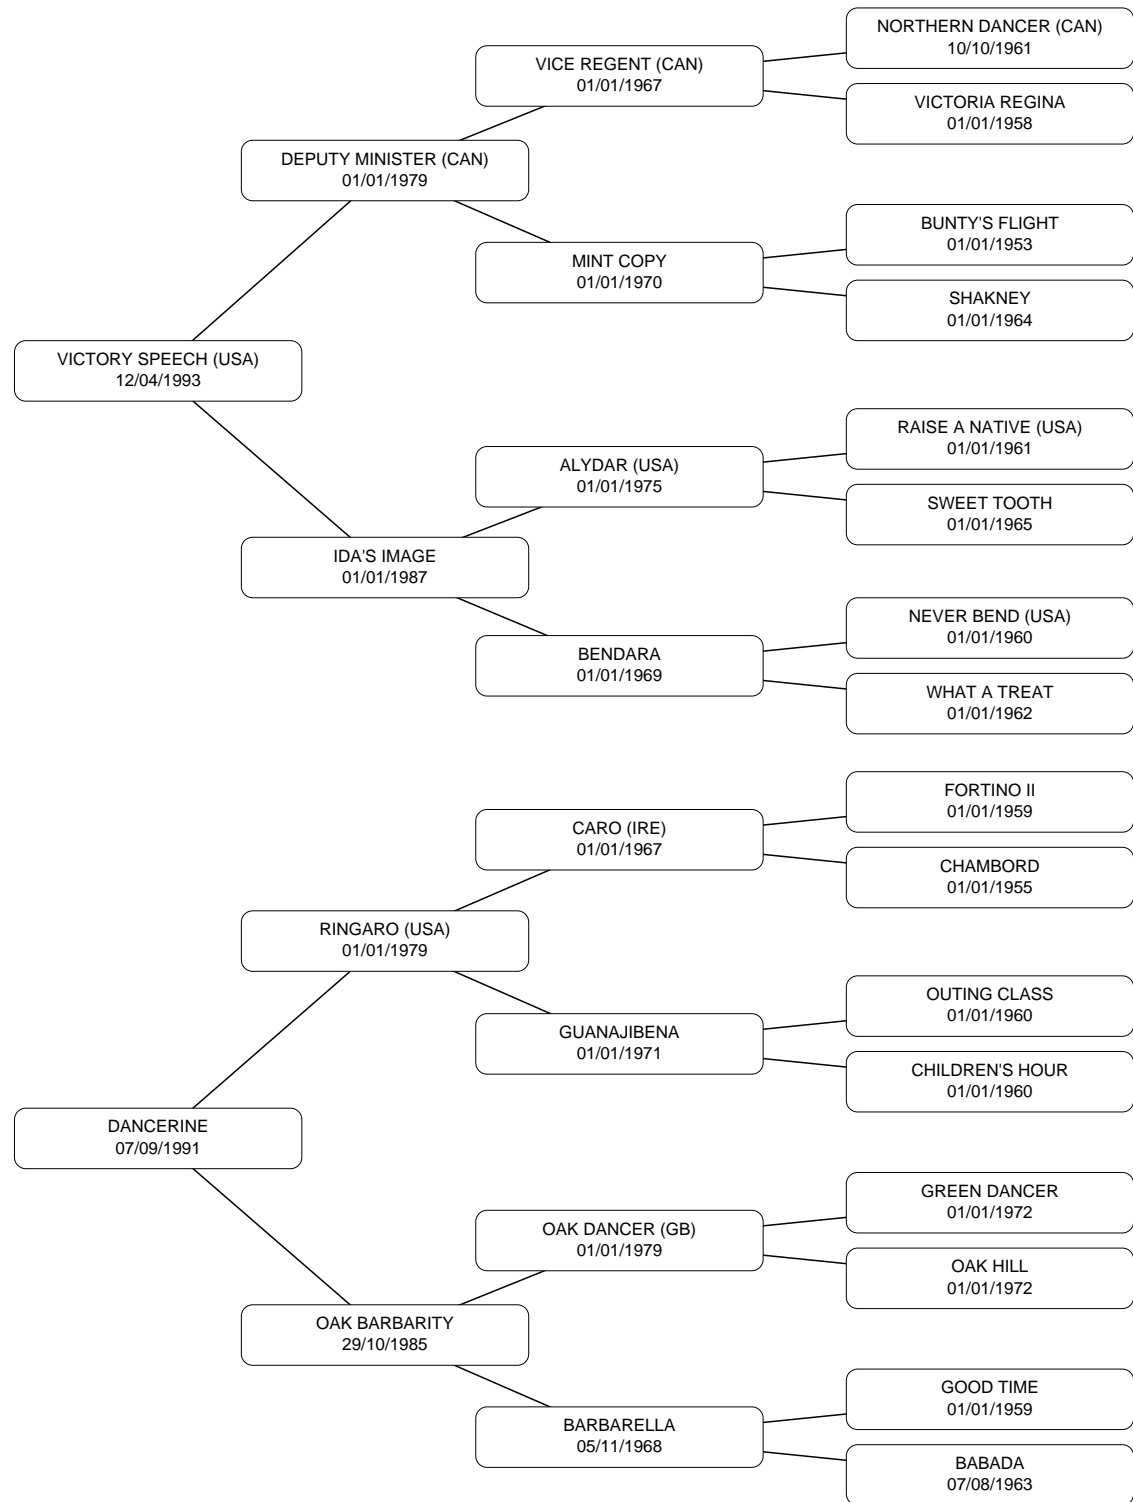 NORTHERN DANCER (CAN)
10/10/1961
VICE REGENT (CAN)
01/01/1967
VICTORIA REGINA
01/01/1958
DEPUTY MINISTER (CAN)
01/01/1979
BUNTY'S FLIGHT
01/01/1953
MINT COPY
01/01/1970
SHAKNEY
01/01/1964
VICTORY SPEECH (USA)
12/04/1993
RAISE A NATIVE (USA)
01/01/1961
ALYDAR (USA)
01/01/1975
SWEET TOOTH
01/01/1965
IDA'S IMAGE
01/01/1987
NEVER BEND (USA)
01/01/1960
BENDARA
01/01/1969
WHAT A TREAT
01/01/1962
FORTINO II
01/01/1959
CARO (IRE)
01/01/1967
CHAMBORD
01/01/1955
RINGARO (USA)
01/01/1979
OUTING CLASS
01/01/1960
GUANAJIBENA
01/01/1971
CHILDREN'S HOUR
01/01/1960
DANCERINE
07/09/1991
GREEN DANCER
01/01/1972
OAK DANCER (GB)
01/01/1979
OAK HILL
01/01/1972
OAK BARBARITY
29/10/1985
GOOD TIME
01/01/1959
BARBARELLA
05/11/1968
BABADA
07/08/1963